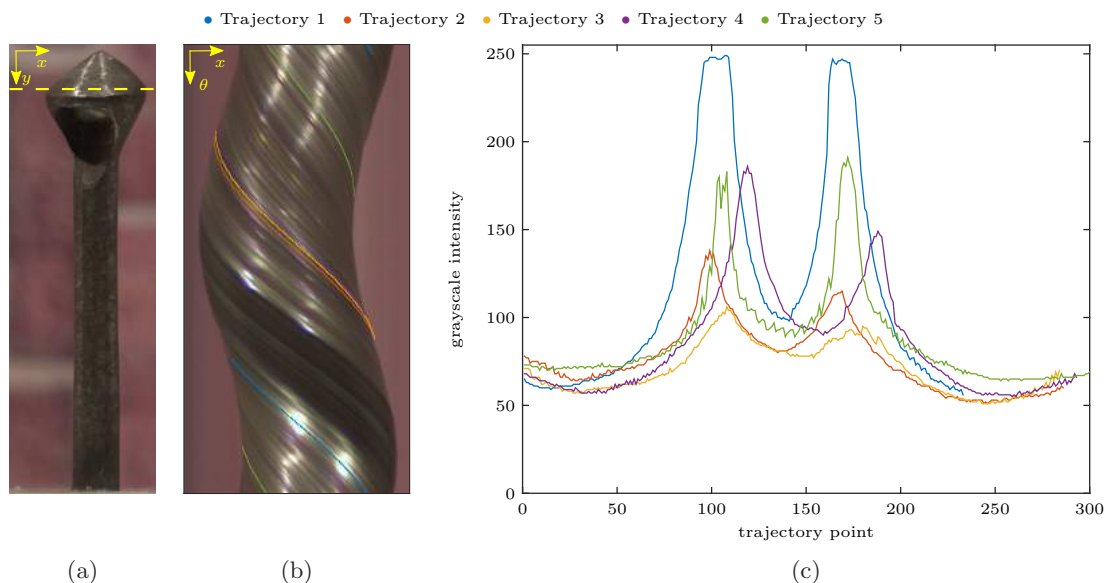 Trajectory 1 Trajectory 2 Trajectory 3 Trajectory 4 Trajectory 5
x
y
x
θ
250
200
150
100
50
0
grayscale intensity
0 50 100 150 200 250 300
trajectory point
(a) (b) (c)